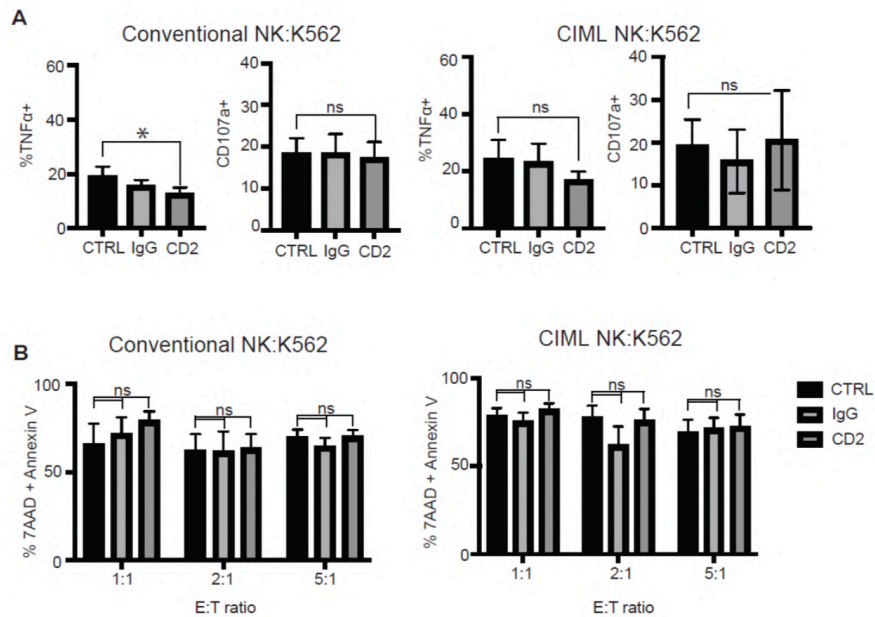 A
Conventional NK:K562
CIML NK:K562
%TNFα+
60
40
20
0
*
CTRL IgG CD2
CD107a+
40
30
20
10
0
ns
CTRL IgG CD2
%TNFα+
60
40
20
0
ns
CTRL IgG CD2
CD107a+
40
30
20
10
0
ns
CTRL IgG CD2
B
Conventional NK:K562
% 7AAD + Annexin V
100
50
0
ns
ns
ns
1:1 2:1 5:1
E:T ratio
CIML NK:K562
% 7AAD + Annexin V
100
50
0
ns
ns
ns
1:1 2:1 5:1
E:T ratio
CTRL
IgG
CD2